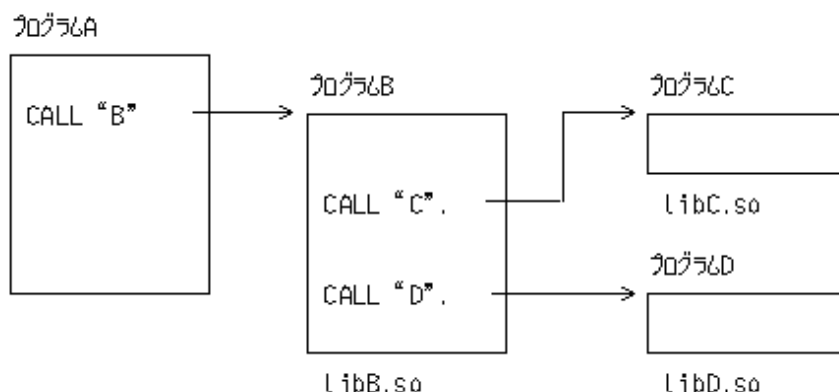 プログラムA
CALL “B”
プログラムB
CALL “C”.
CALL “D”.
libB.so
プログラムC
libC.so
プログラムD
libD.so